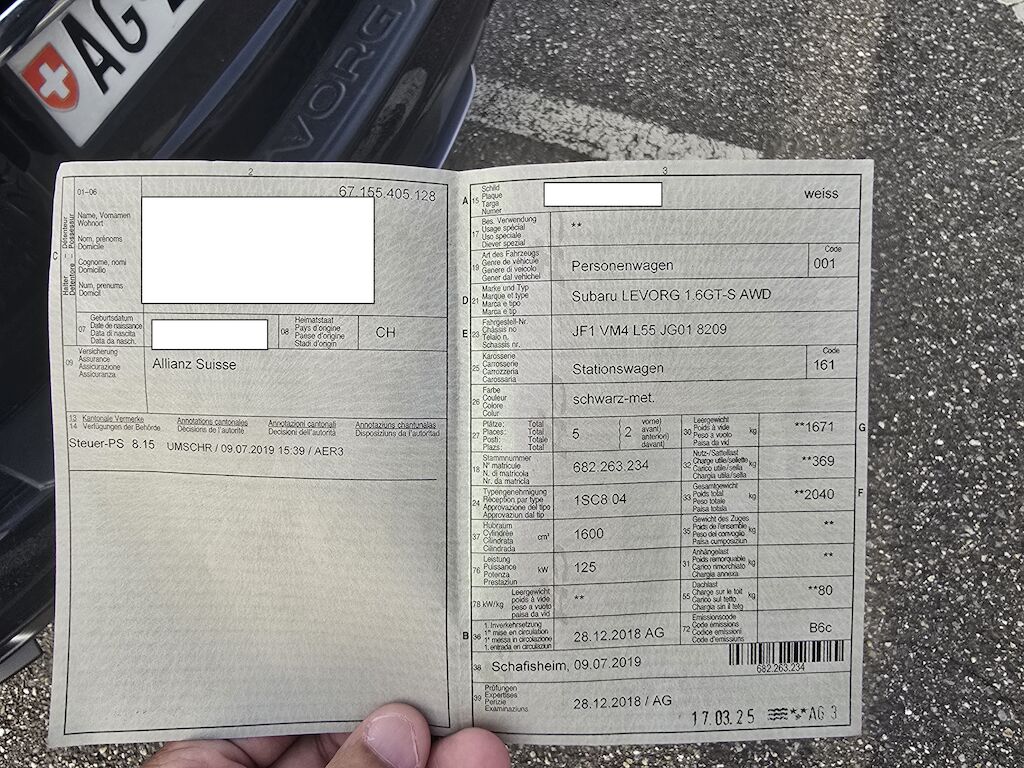 AG
VORG
2
01–06
67.155.405.128
Name, Vornamen
Wohnort
Nom, prénoms
Domicile
Cognome, nomi
Domicilio
Num, prenums
Domicil
C
Halter – Détenteur
Detentore – Possessur
07
Geburtsdatum
Date de naissance
Data di nascita
Data da nasch.
08
Heimatstaat
Pays d'origine
Paese d'origine
Stadi d'origin
CH
09
Versicherung
Assurance
Assicurazione
Assicuranza
Allianz Suisse
13 Kantonale Vermerke
14 Verfügungen der Behörde
Annotations cantonales
Décisions de l'autorité
Annotazioni cantonali
Decisioni dell'autorità
Annotaziuns chantunalas
Disposiziuns da l'autoritad
Steuer-PS 8.15 UMSCHR / 09.07.2019 15:39 / AER3
3
A 15
Schild
Plaque
Targa
Numer
weiss
17
Bes. Verwendung
Usage spécial
Uso speciale
Diever spezial
**
19
Art des Fahrzeugs
Genre de véhicule
Genere di veicolo
Gener dal vehichel
Personenwagen
Code
001
D 21
Marke und Typ
Marque et type
Marca e tipo
Marca e tip
Subaru LEVORG 1.6GT-S AWD
E 23
Fahrgestell-Nr.
Châssis no
Telaio n.
Schassis nr.
JF1 VM4 L55 JG01 8209
25
Karosserie
Carrosserie
Carrozzeria
Carossaria
Stationswagen
Code
161
26
Farbe
Couleur
Colore
Colur
schwarz-met.
27
Plätze: Total
Places: Total
Posti: Totale
Plazs: Total
5
(2
vorne)
avant)
anteriori)
davant)
30
Leergewicht
Poids à vide
Peso a vuoto
Paisa da vid
kg
**1671
G
18
Stammnummer
N° matricule
N. di matricola
Nr. da matricla
682.263.234
32
Nutz-/Sattellast
Charge utile/sellette
Carico utile/sella
Chargia utila/sella
kg
**369
24
Typengenehmigung
Réception par type
Approvazione del tipo
Approvaziun dal tip
1SC8 04
33
Gesamtgewicht
Poids total
Peso totale
Paisa totala
kg
**2040
F
37
Hubraum
Cylindrée
Cilindrata
Cilindrada
cm³
1600
35
Gewicht des Zuges
Poids de l'ensemble
Peso del convoglio
Paisa cumposiziun
kg
**
76
Leistung
Puissance
Potenza
Prestaziun
kW
125
31
Anhängelast
Poids remorquable
Carico rimorchiato
Chargia annexa
kg
**
78 kW/kg
Leergewicht
poids à vide
peso a vuoto
paisa da vid
**
55
Dachlast
Charge sur le toit
Carico sul tetto
Chargia sin il tetg
kg
**80
B 36
1. Inverkehrsetzung
1re mise en circulation
1a messa in circolazione
1. entrada en circulaziun
28.12.2018 AG
72
Emissionscode
Code émissions
Codice emissioni
Code d'emissiuns
B6c
38
Schafisheim, 09.07.2019
682.263.234
39
Prüfungen
Expertises
Perizie
Examinaziuns
28.12.2018 / AG
17.03.25
AG 3